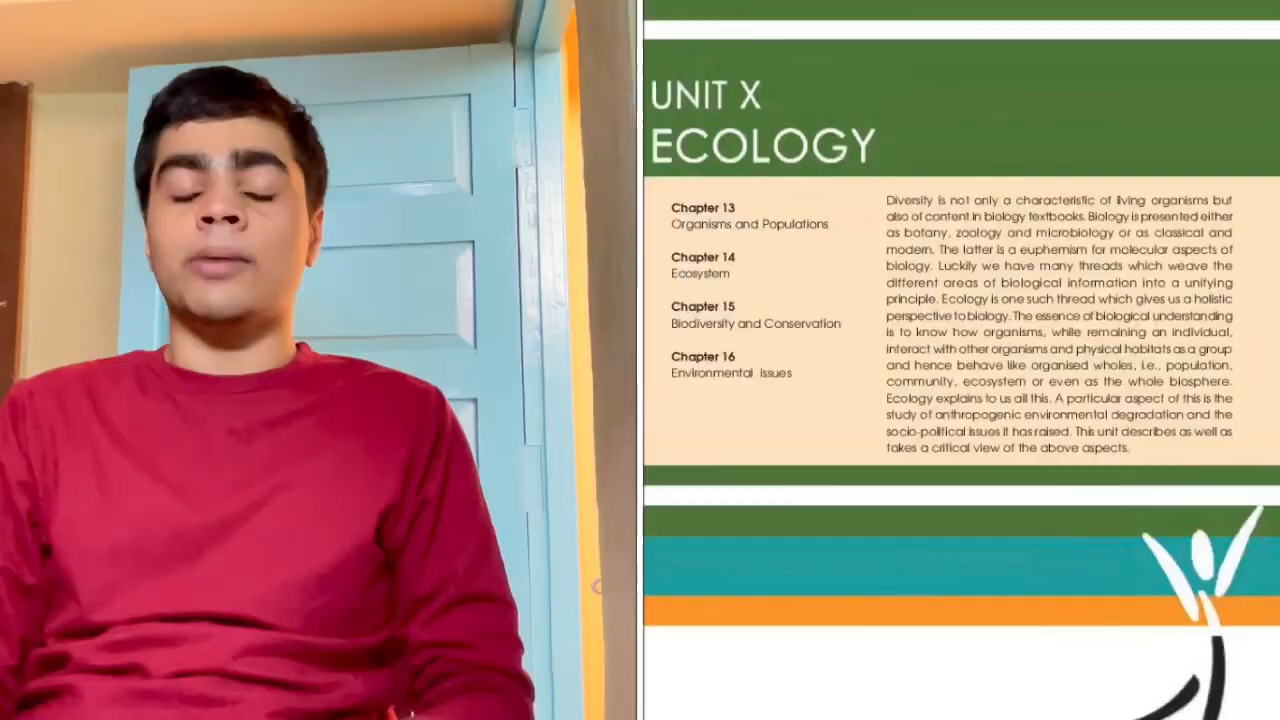 UNIT X
ECOLOGY
Chapter 13
Organisms and Populations
Chapter 14
Ecosystem
Chapter 15
Biodiversity and Conservation
Chapter 16
Environmental Issues
Diversity is not only a characteristic of living organisms but
also of content in biology textbooks. Biology is presented either
as botany, zoology and microbiology or as classical and
modern. The latter is a euphemism for molecular aspects of
biology. Luckily we have many threads which weave the
different areas of biological information into a unifying
principle. Ecology is one such thread which gives us a holistic
perspective to biology. The essence of biological understanding
is to know how organisms, while remaining an individual,
interact with other organisms and physical habitats as a group
and hence behave like organised wholes, i.e., population,
community, ecosystem or even as the whole biosphere.
Ecology explains to us all this. A particular aspect of this is the
study of anthropogenic environmental degradation and the
socio-political issues it has raised. This unit describes as well as
takes a critical view of the above aspects.